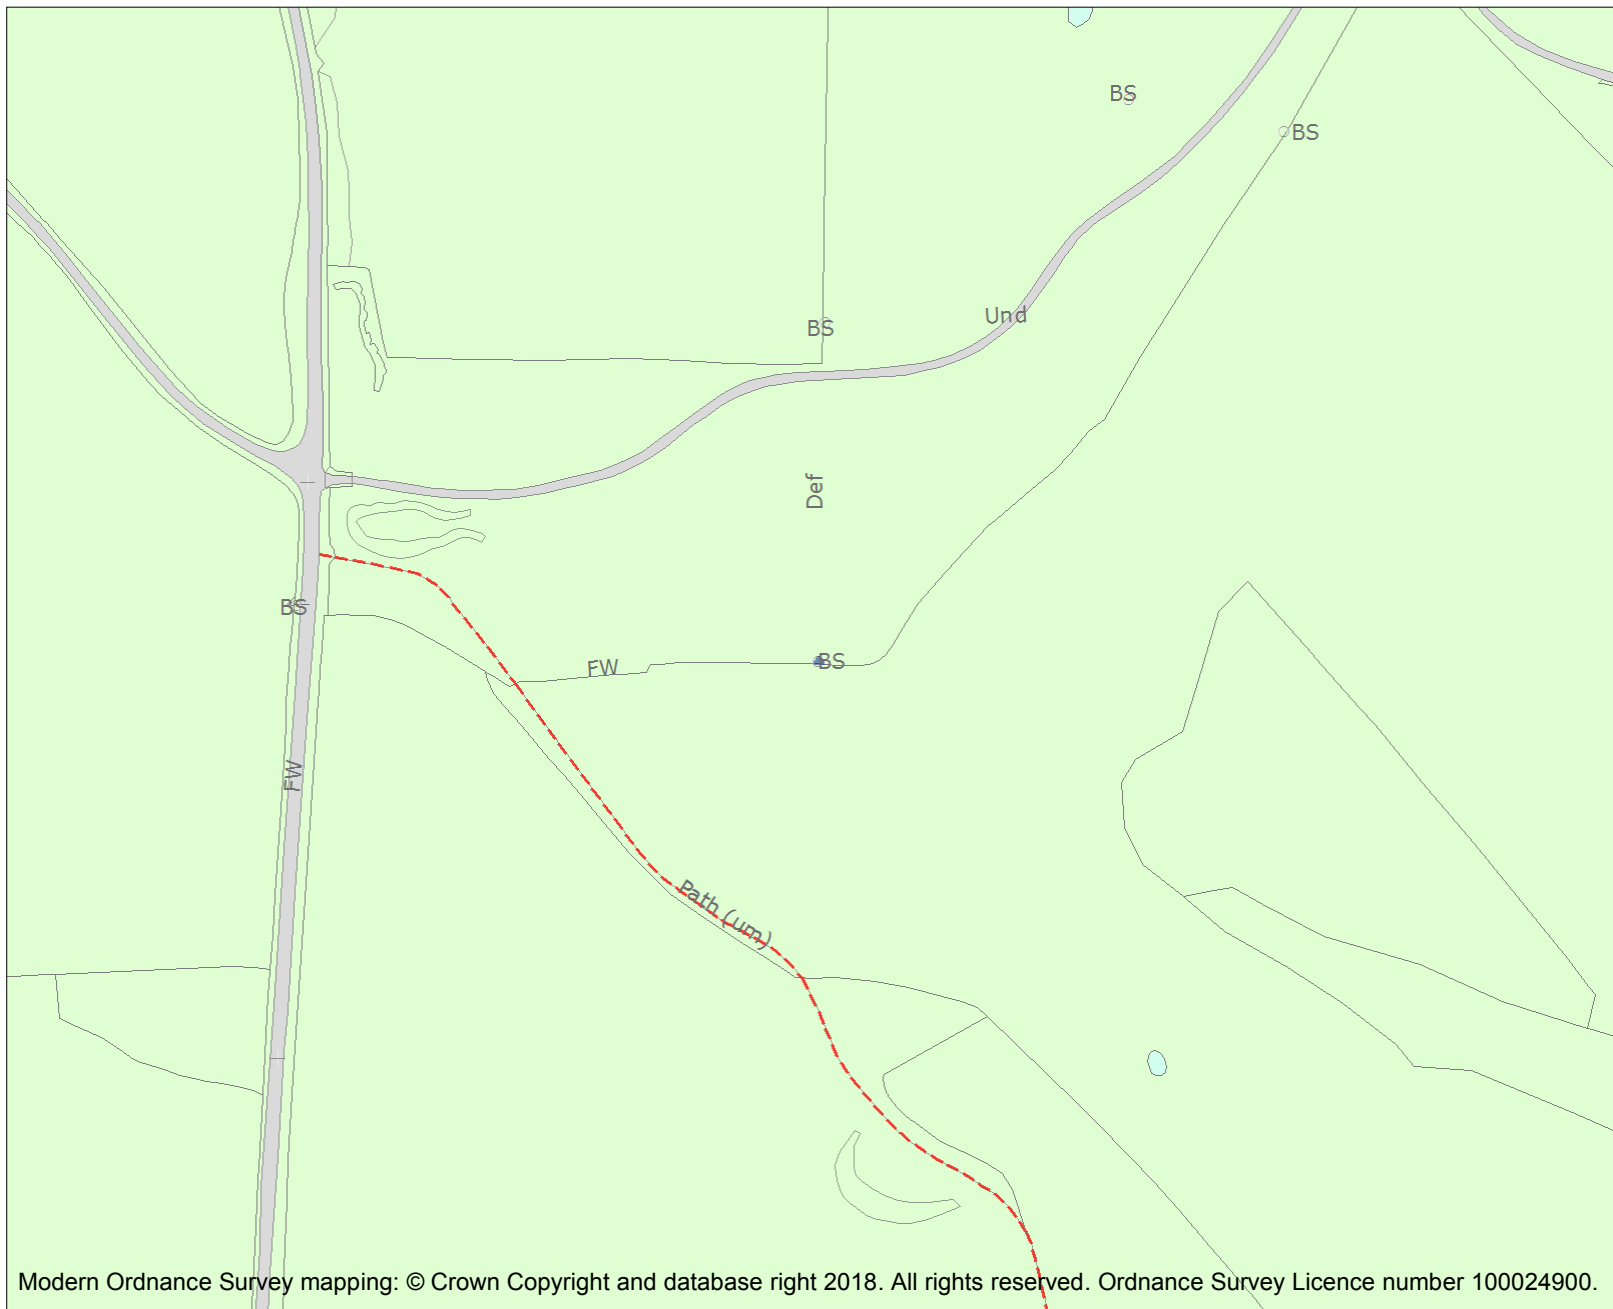 BS
BS
BS
Und
Def
BS
FW
BS
FW
Path (um)
Modern Ordnance Survey mapping: © Crown Copyright and database right 2018. All rights reserved. Ordnance Survey Licence number 100024900.